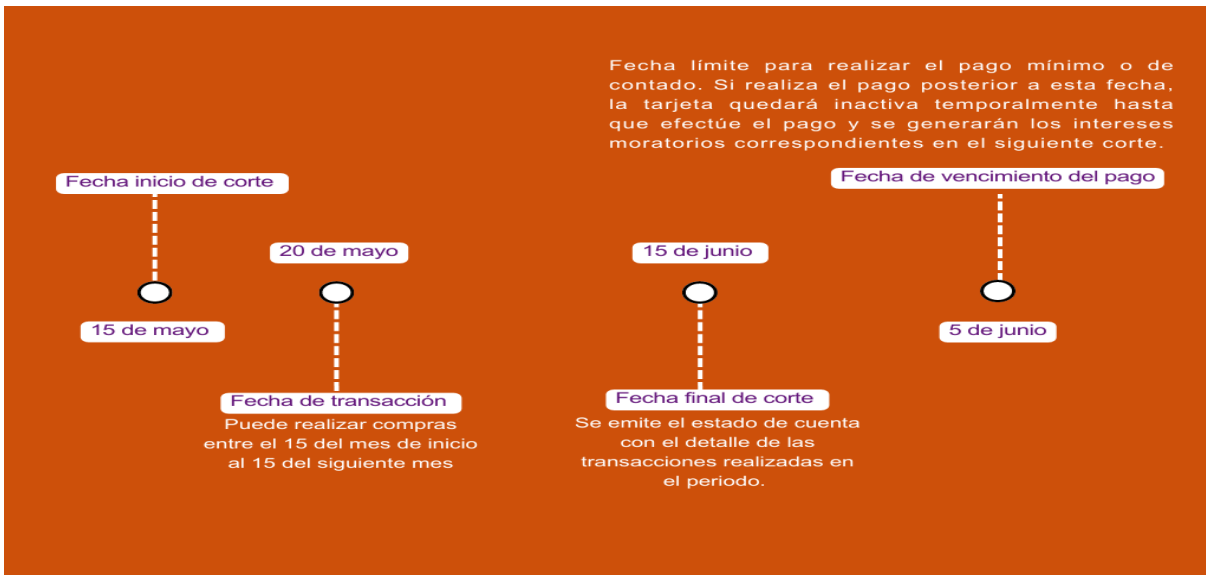 Fecha límite para realizar el pago mínimo o de
contado. Si realiza el pago posterior a esta fecha,
la tarjeta quedará inactiva temporalmente hasta
que efectúe el pago y se generarán los intereses
moratorios correspondientes en el siguiente corte.
Fecha inicio de corte
Fecha de vencimiento del pago
20 de mayo
15 de junio
15 de mayo
5 de junio
Fecha de transacción
Puede realizar compras
entre el 15 del mes de inicio
al 15 del siguiente mes
Fecha final de corte
Se emite el estado de cuenta
con el detalle de las
transacciones realizadas en
el periodo.